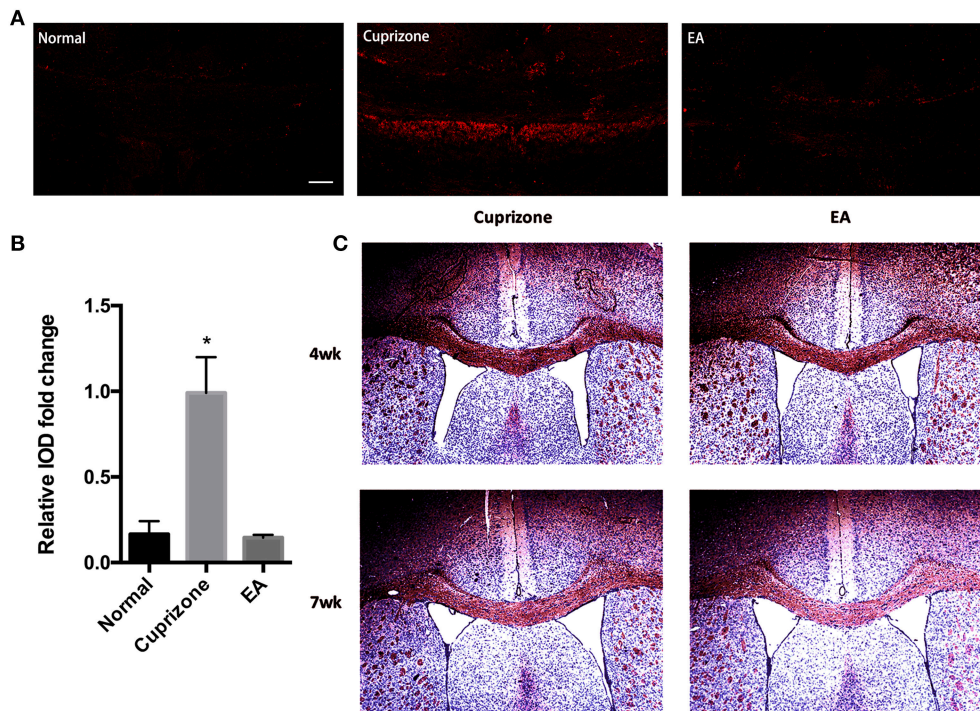 A
Normal
Cuprizone
EA
B
Relative IOD fold change
1.5
1.0
0.5
0.0
*
Normal
Cuprizone
EA
C
Cuprizone
EA
4wk
7wk